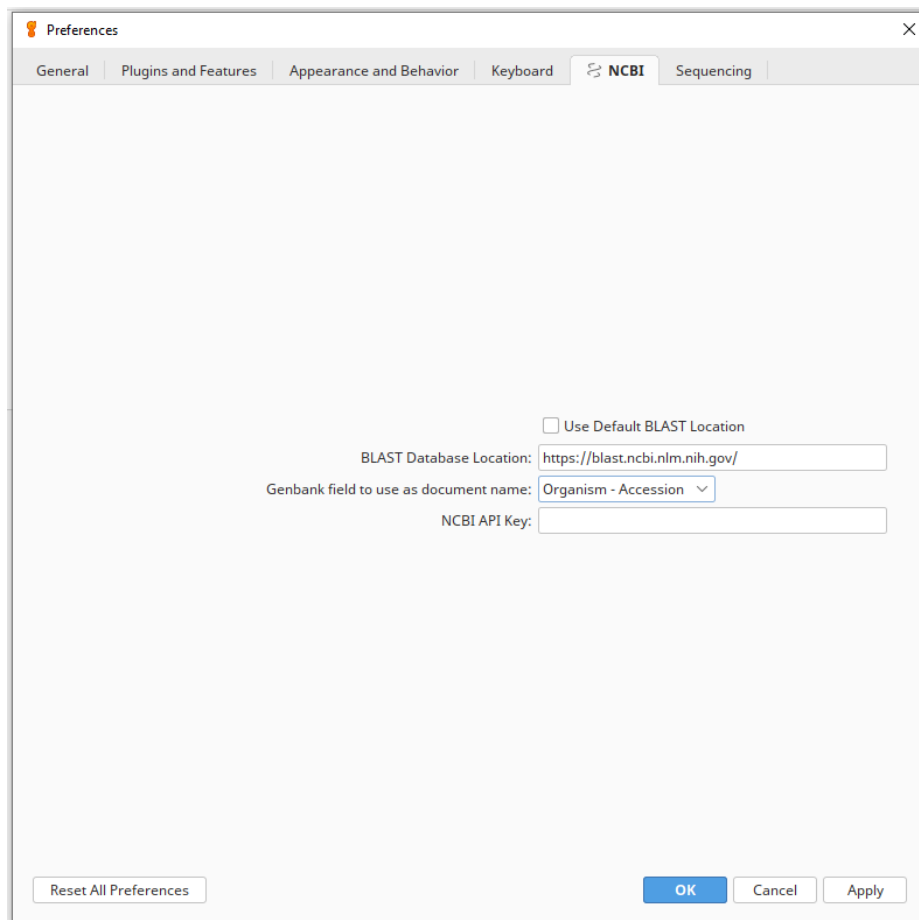 Preferences
General Plugins and Features Appearance and Behavior Keyboard NCBI Sequencing
Use Default BLAST Location
BLAST Database Location: https://blast.ncbi.nlm.nih.gov/
Genbank field to use as document name: Organism - Accession
NCBI API Key:
Reset All Preferences OK Cancel Apply